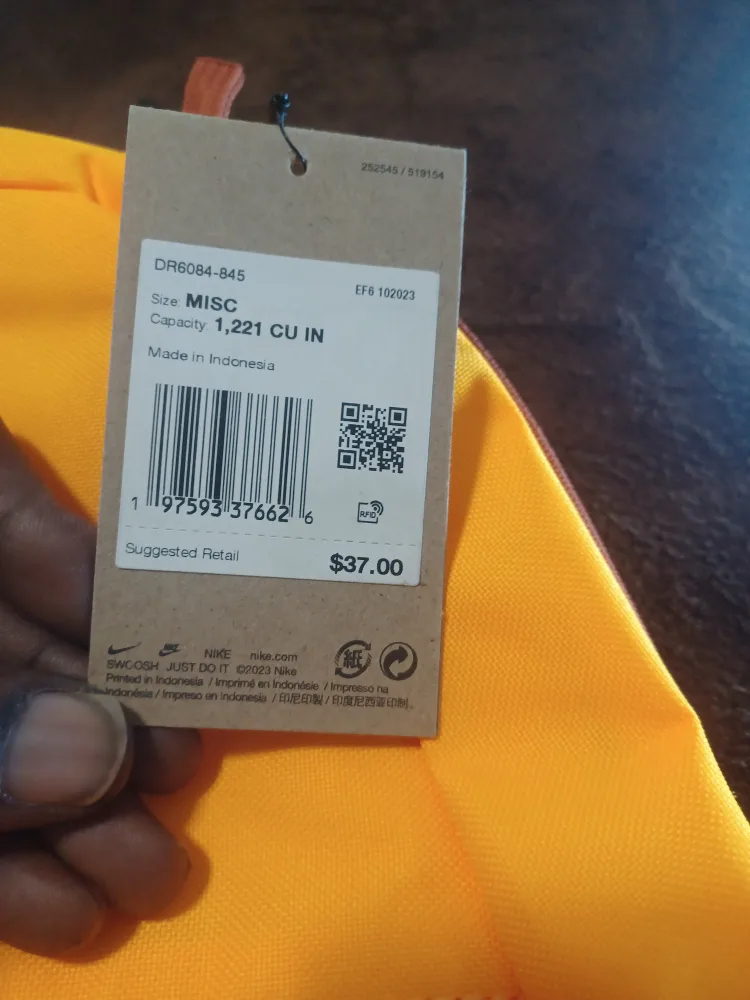 252545 / 519154
DR6084-845
EF6 102023
Size: MISC
Capacity: 1,221 CU IN
Made in Indonesia
1 97593 37662 6
RFID
Suggested Retail
$37.00
NIKE nike.com
紙
SWOOSH JUST DO IT ©2023 Nike
Printed in Indonesia / Imprimé en Indonésie / Impresso na
Indonésia / Impreso en Indonesia / 印尼印製 / 印度尼西亚印制.